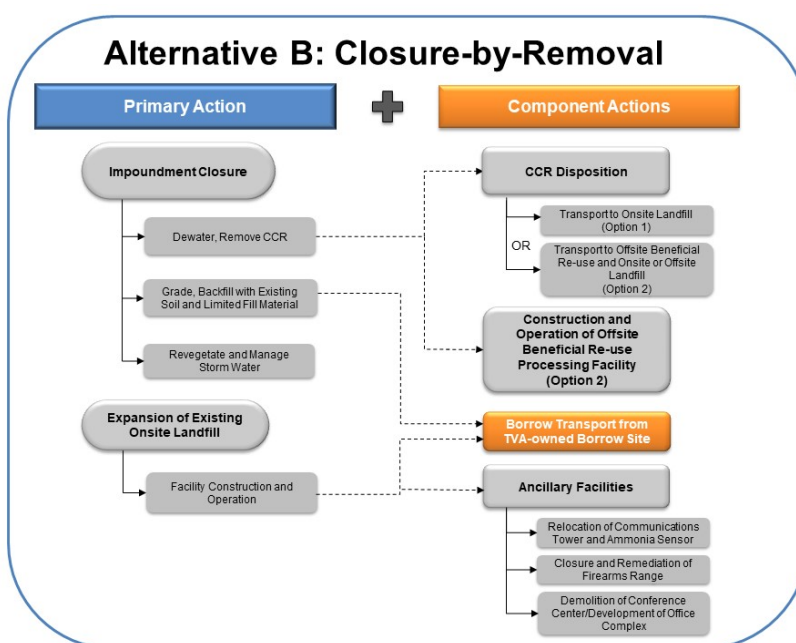 Alternative B: Closure-by-Removal
Primary Action
Component Actions
Impoundment Closure
Dewater, Remove CCR
Grade, Backfill with Existing
Soil and Limited Fill Material
Revegetate and Manage
Storm Water
Expansion of Existing
Onsite Landfill
Facility Construction and
Operation
CCR Disposition
Transport to Onsite Landfill
(Option 1)
OR
Transport to Offsite Beneficial
Re-use and Onsite or Offsite
Landfill
(Option 2)
Construction and
Operation of Offsite
Beneficial Re-use
Processing Facility
(Option 2)
Borrow Transport from
TVA-owned Borrow Site
Ancillary Facilities
Relocation of Communications
Tower and Ammonia Sensor
Closure and Remediation of
Firearms Range
Demolition of Conference
Center/Development of Office
Complex